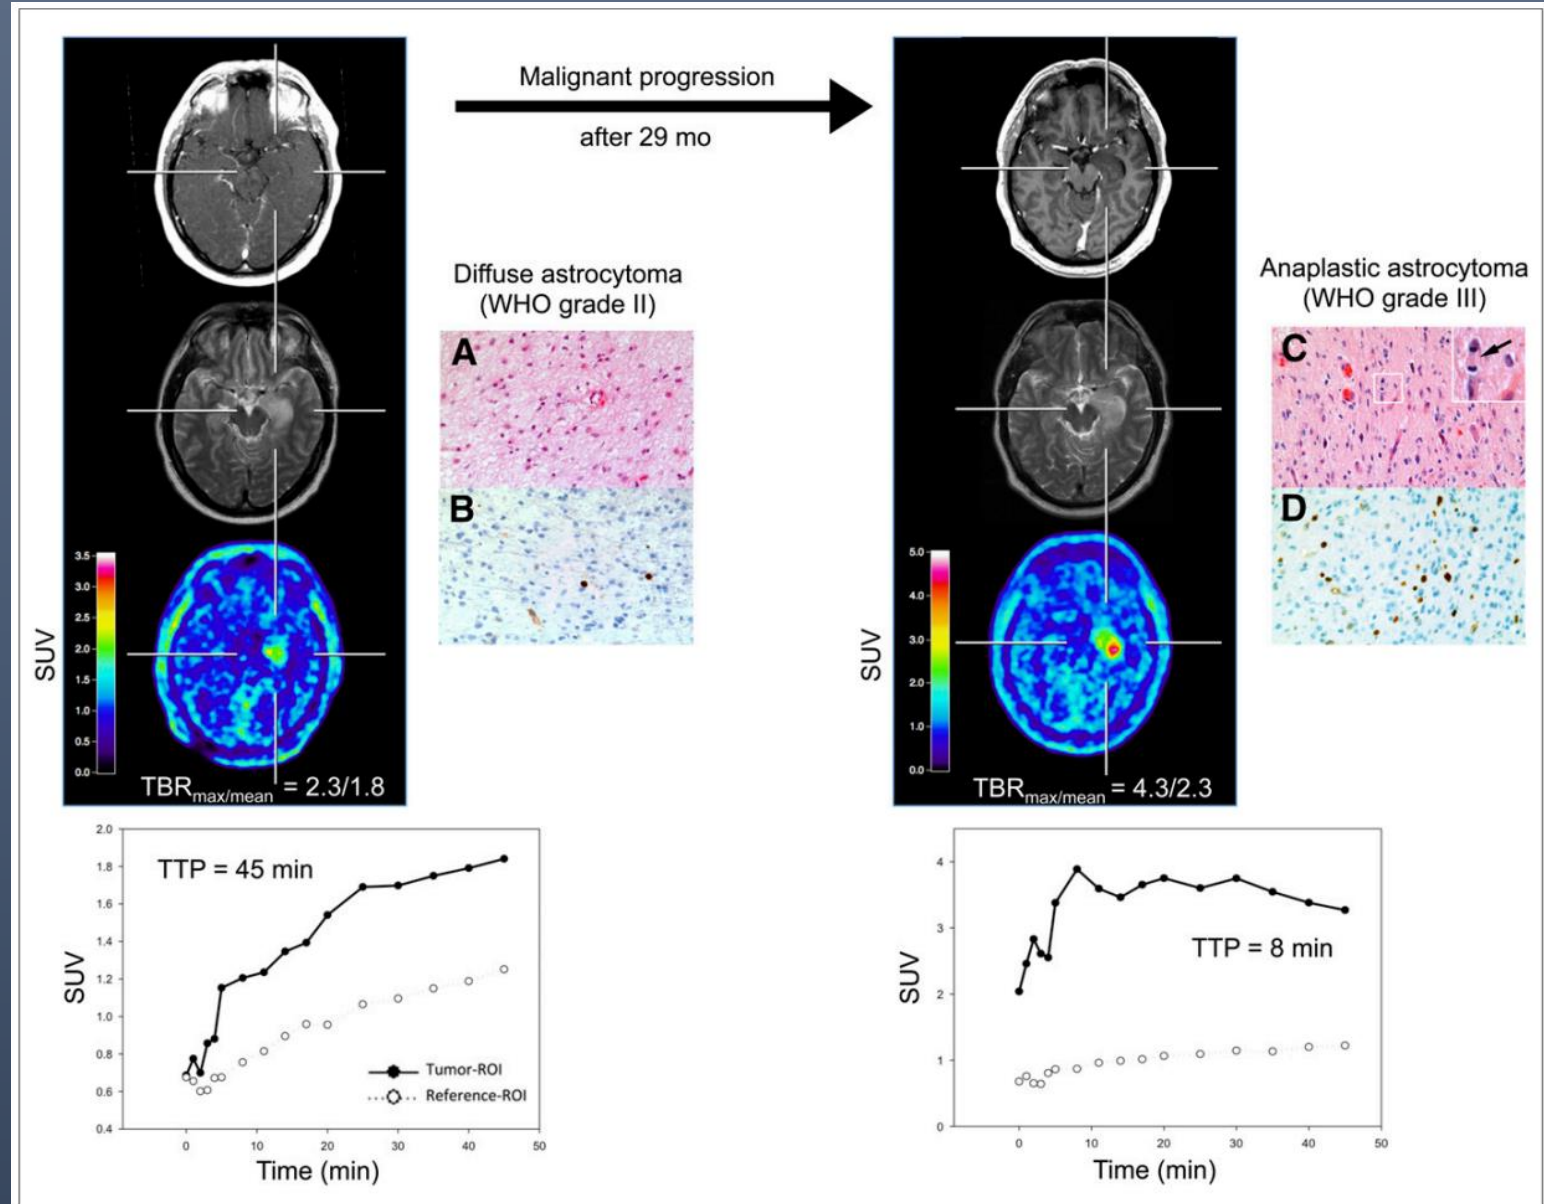 Malignant progression
after 29 mo
Diffuse astrocytoma
(WHO grade II)
A
B
Anaplastic astrocytoma
(WHO grade III)
C
D
SUV
3.5
3.0
2.5
2.0
1.5
1.0
0.5
0.0
TBRmax/mean = 2.3/1.8
SUV
5.0
4.0
3.0
2.0
1.0
0.0
TBRmax/mean = 4.3/2.3
TTP = 45 min
SUV
2.0
1.8
1.6
1.4
1.2
1.0
0.8
0.6
0.4
Tumor-ROI
Reference-ROI
0 10 20 30 40 50
Time (min)
TTP = 8 min
SUV
4
3
2
1
0
0 10 20 30 40 50
Time (min)